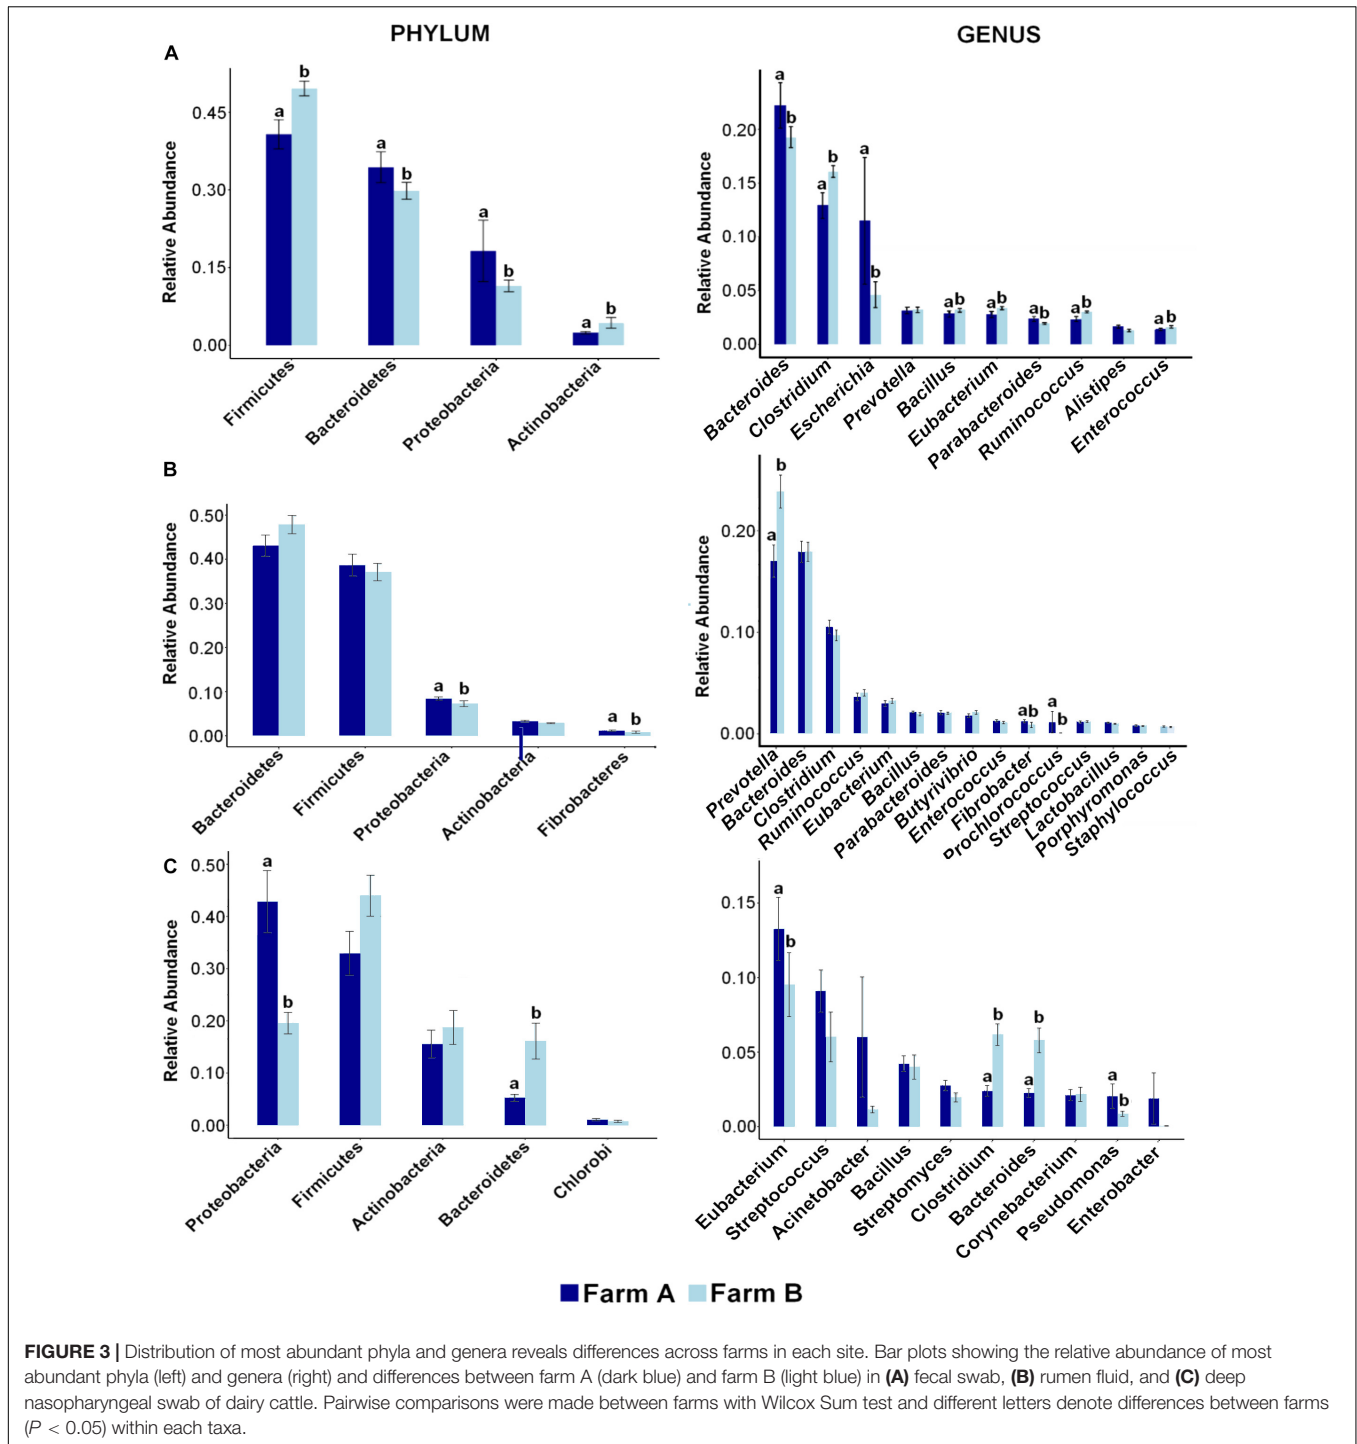 PHYLUM
GENUS
A
Relative Abundance
0.45
0.30
0.15
0.00
a
b
a
b
a
b
a
b
Firmicutes
Bacteroidetes
Proteobacteria
Actinobacteria
Relative Abundance
0.20
0.15
0.10
0.05
0.00
a
b
a
b
a
b
a b
a b
a b
a b
a b
Bacteroides
Clostridium
Escherichia
Prevotella
Bacillus
Eubacterium
Parabacteroides
Ruminococcus
Alistipes
Enterococcus
B
Relative Abundance
0.50
0.40
0.30
0.20
0.10
0.00
a
b
a
b
Bacteroidetes
Firmicutes
Proteobacteria
Actinobacteria
Fibrobacteres
Relative Abundance
0.20
0.10
0.00
a
b
ab
a
b
Prevotella
Bacteroides
Clostridium
Ruminococcus
Eubacterium
Bacillus
Parabacteroides
Butyrivibrio
Enterococcus
Fibrobacter
Prochlorococcus
Streptococcus
Lactobacillus
Porphyromonas
Staphylococcus
C
Relative Abundance
0.50
0.40
0.30
0.20
0.10
0.00
a
b
a
b
Proteobacteria
Firmicutes
Actinobacteria
Bacteroidetes
Chlorobi
0.15
0.10
0.05
0.00
Relative Abundance
a
b
a
b
a
b
a
b
Eubacterium
Streptococcus
Acinetobacter
Bacillus
Streptomyces
Clostridium
Bacteroides
Corynebacterium
Pseudomonas
Enterobacter
Farm A Farm B
FIGURE 3 | Distribution of most abundant phyla and genera reveals differences across farms in each site. Bar plots showing the relative abundance of most
abundant phyla (left) and genera (right) and differences between farm A (dark blue) and farm B (light blue) in (A) fecal swab, (B) rumen fluid, and (C) deep
nasopharyngeal swab of dairy cattle. Pairwise comparisons were made between farms with Wilcox Sum test and different letters denote differences between farms
(P < 0.05) within each taxa.